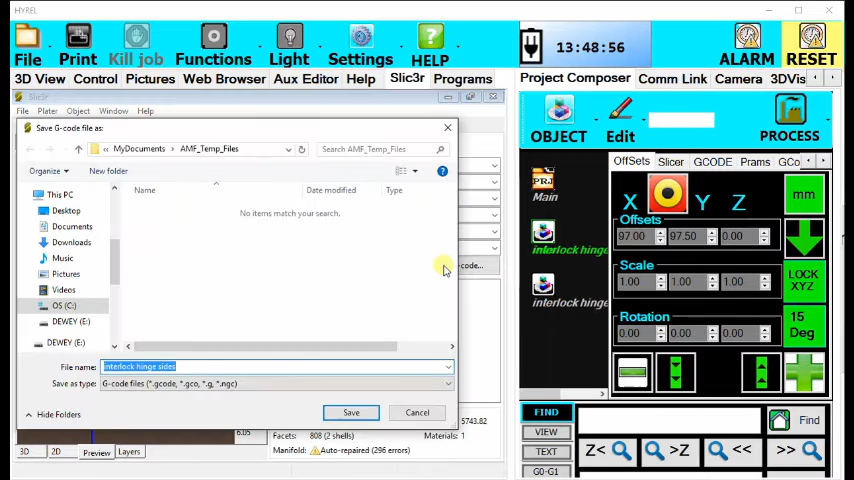 HYREL
File
Print
Kill job
Functions
Light
Settings
HELP
13:48:56
ALARM
RESET
3D View
Control
Pictures
Web Browser
Aux Editor
Help
Slic3r
Programs
Project Composer
Comm Link
Camera
3DVis
Slic3r
File
Plater
Object
Window
Help
Save G-code file as:
« MyDocuments > AMF_Temp_Files
Search AMF_Temp_Files
Organize
New folder
This PC
Desktop
Documents
Downloads
Music
Pictures
Videos
OS (C:)
DEWEY (E:)
DEWEY (E:)
Name
Date modified
Type
No items match your search.
-code...
File name:
interlock hinge sides
Save as type:
G-code files (*.gcode, *.gco, *.g, *.ngc)
Hide Folders
Save
Cancel
6.05
5743.82
Facets:
808 (2 shells)
Materials:
1
Manifold:
Auto-repaired (296 errors)
3D
2D
Preview
Layers
OBJECT
Edit
PROCESS
PRJ
Main
interlock hinge
interlock hinge
OffSets
Slicer
GCODE
Prams
GCo
X
Y
Z
mm
Offsets
97.00
97.50
0.00
Scale
1.00
1.00
1.00
LOCK
XYZ
Rotation
0.00
0.00
0.00
15
Deg
FIND
VIEW
TEXT
G0-G1
Find
Z<
>Z
<<
>>